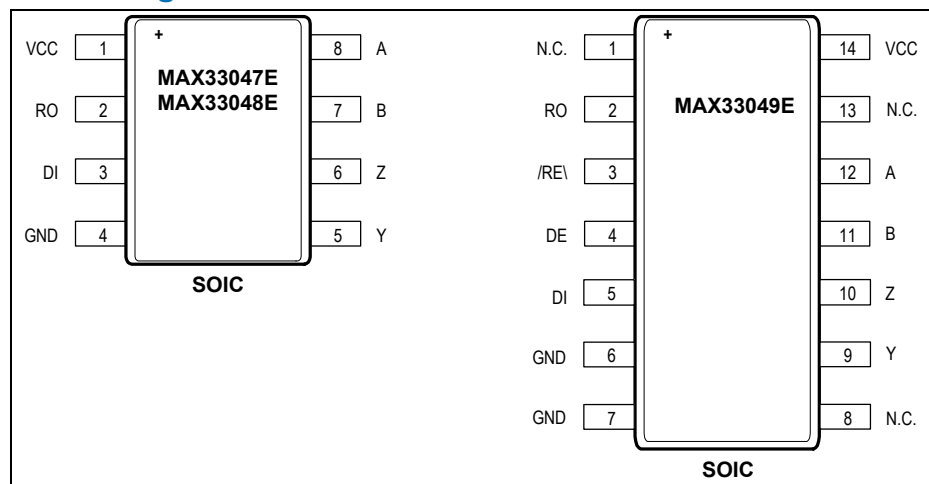 VCC 1 + 8 A
MAX33047E
MAX33048E
RO 2 7 B
DI 3 6 Z
GND 4 5 Y
SOIC
N.C. 1 + 14 VCC
RO 2 MAX33049E 13 N.C.
/RE\ 3 12 A
DE 4 11 B
DI 5 10 Z
GND 6 9 Y
GND 7 8 N.C.
SOIC